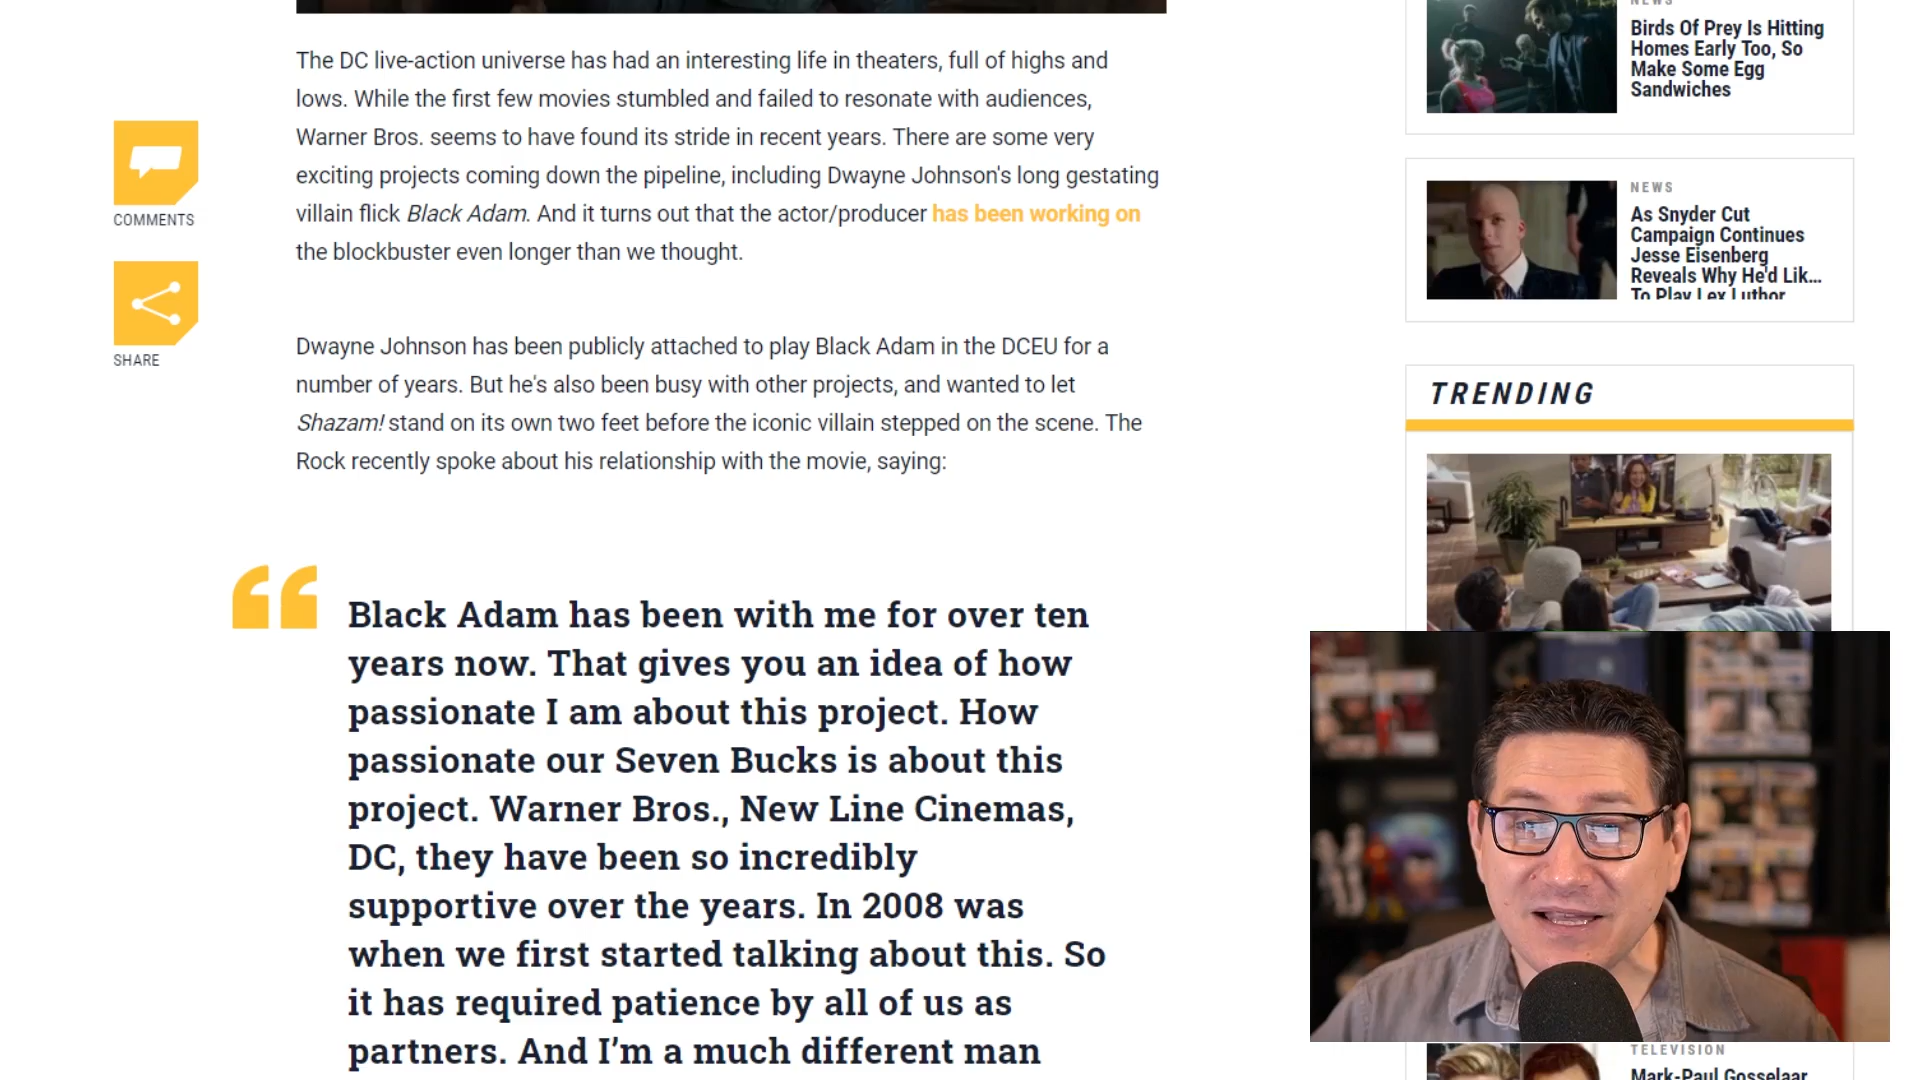 The DC live-action universe has had an interesting life in theaters, full of highs and
lows. While the first few movies stumbled and failed to resonate with audiences,
Warner Bros. seems to have found its stride in recent years. There are some very
exciting projects coming down the pipeline, including Dwayne Johnson's long gestating
villain flick Black Adam. And it turns out that the actor/producer has been working on
the blockbuster even longer than we thought.
COMMENTS
SHARE
Dwayne Johnson has been publicly attached to play Black Adam in the DCEU for a
number of years. But he's also been busy with other projects, and wanted to let
Shazam! stand on its own two feet before the iconic villain stepped on the scene. The
Rock recently spoke about his relationship with the movie, saying:
“
Black Adam has been with me for over ten
years now. That gives you an idea of how
passionate I am about this project. How
passionate our Seven Bucks is about this
project. Warner Bros., New Line Cinemas,
DC, they have been so incredibly
supportive over the years. In 2008 was
when we first started talking about this. So
it has required patience by all of us as
partners. And I’m a much different man
NEWS
Birds Of Prey Is Hitting
Homes Early Too, So
Make Some Egg
Sandwiches
NEWS
As Snyder Cut
Campaign Continues
Jesse Eisenberg
Reveals Why He'd Lik...
To Play Lex Luthor
TRENDING
TELEVISION
Mark-Paul Gosselaar